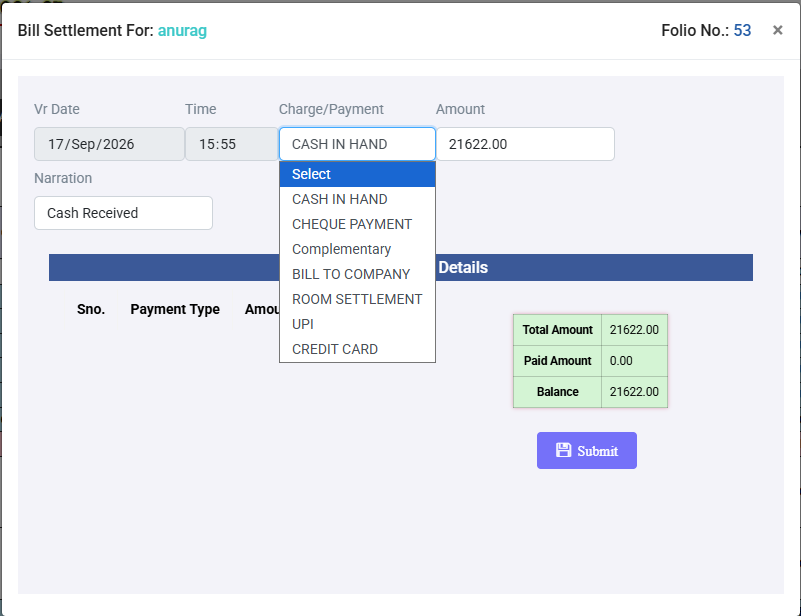 Bill Settlement For: anurag Folio No.: 53 ×
Vr Date Time Charge/Payment Amount
17/Sep/2026 15:55 CASH IN HAND 21622.00
Narration
Cash Received
Select
CASH IN HAND
CHEQUE PAYMENT
Complementary
BILL TO COMPANY
ROOM SETTLEMENT
UPI
CREDIT CARD
Details
Sno. Payment Type
Total Amount 21622.00
Paid Amount 0.00
Balance 21622.00
Submit